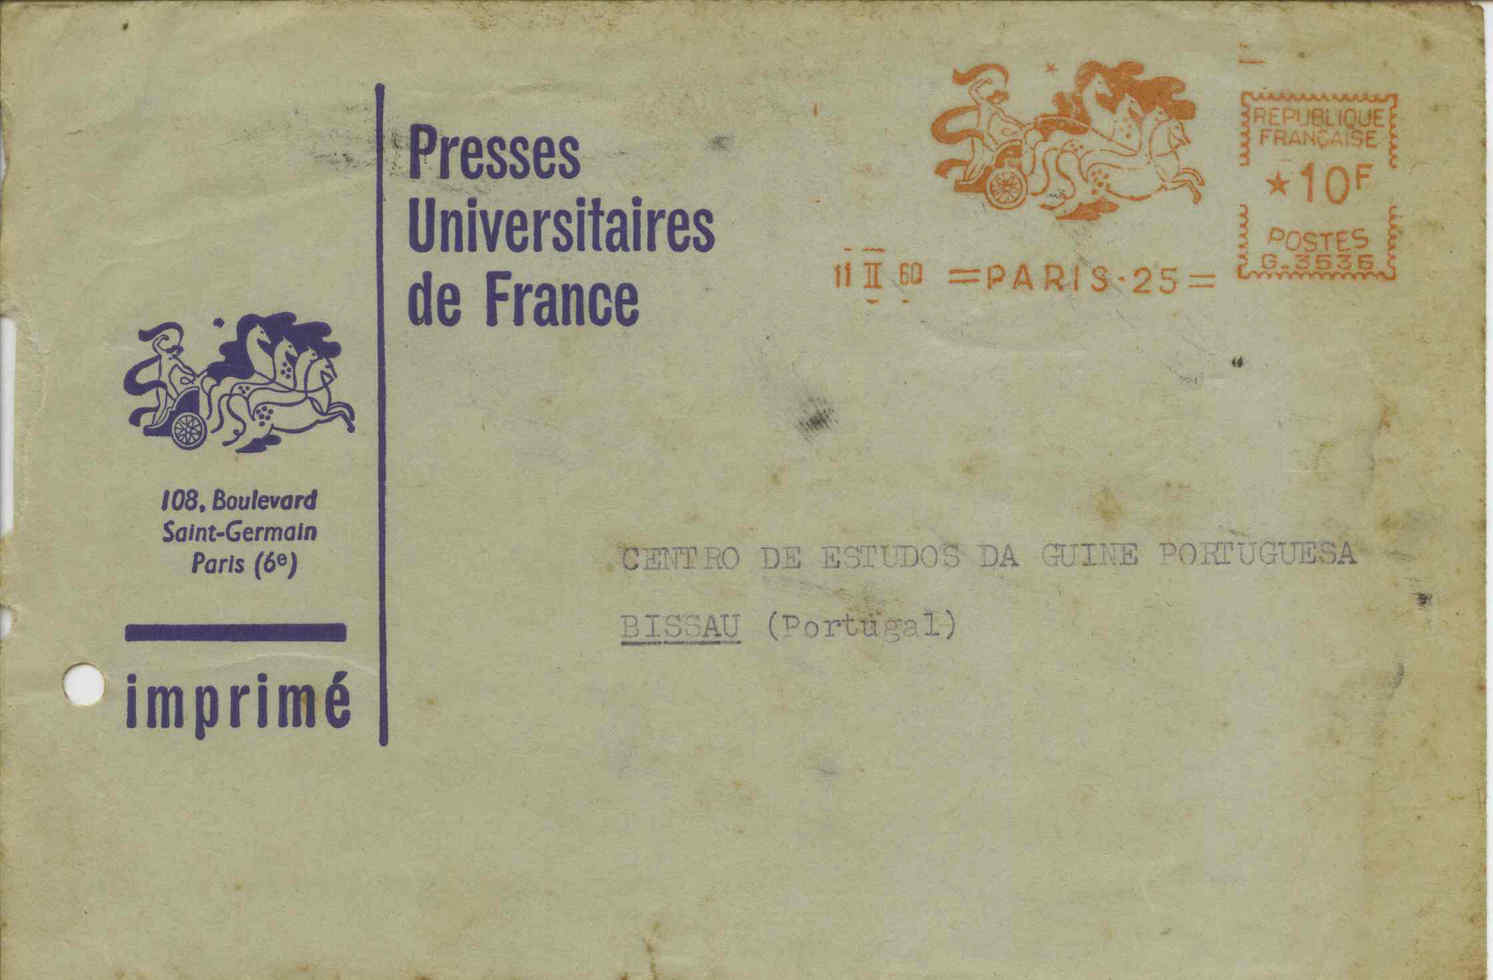 Presses
Universitaires
de France
108, Boulevard
Saint-Germain
Paris (6e)
imprimé
11 II 60 =PARIS·25=
REPUBLIQUE
FRANÇAISE
★10F
POSTES
G.3636
CENTRO DE ESTUDOS DA GUINE PORTUGUESA
BISSAU (Portugal)